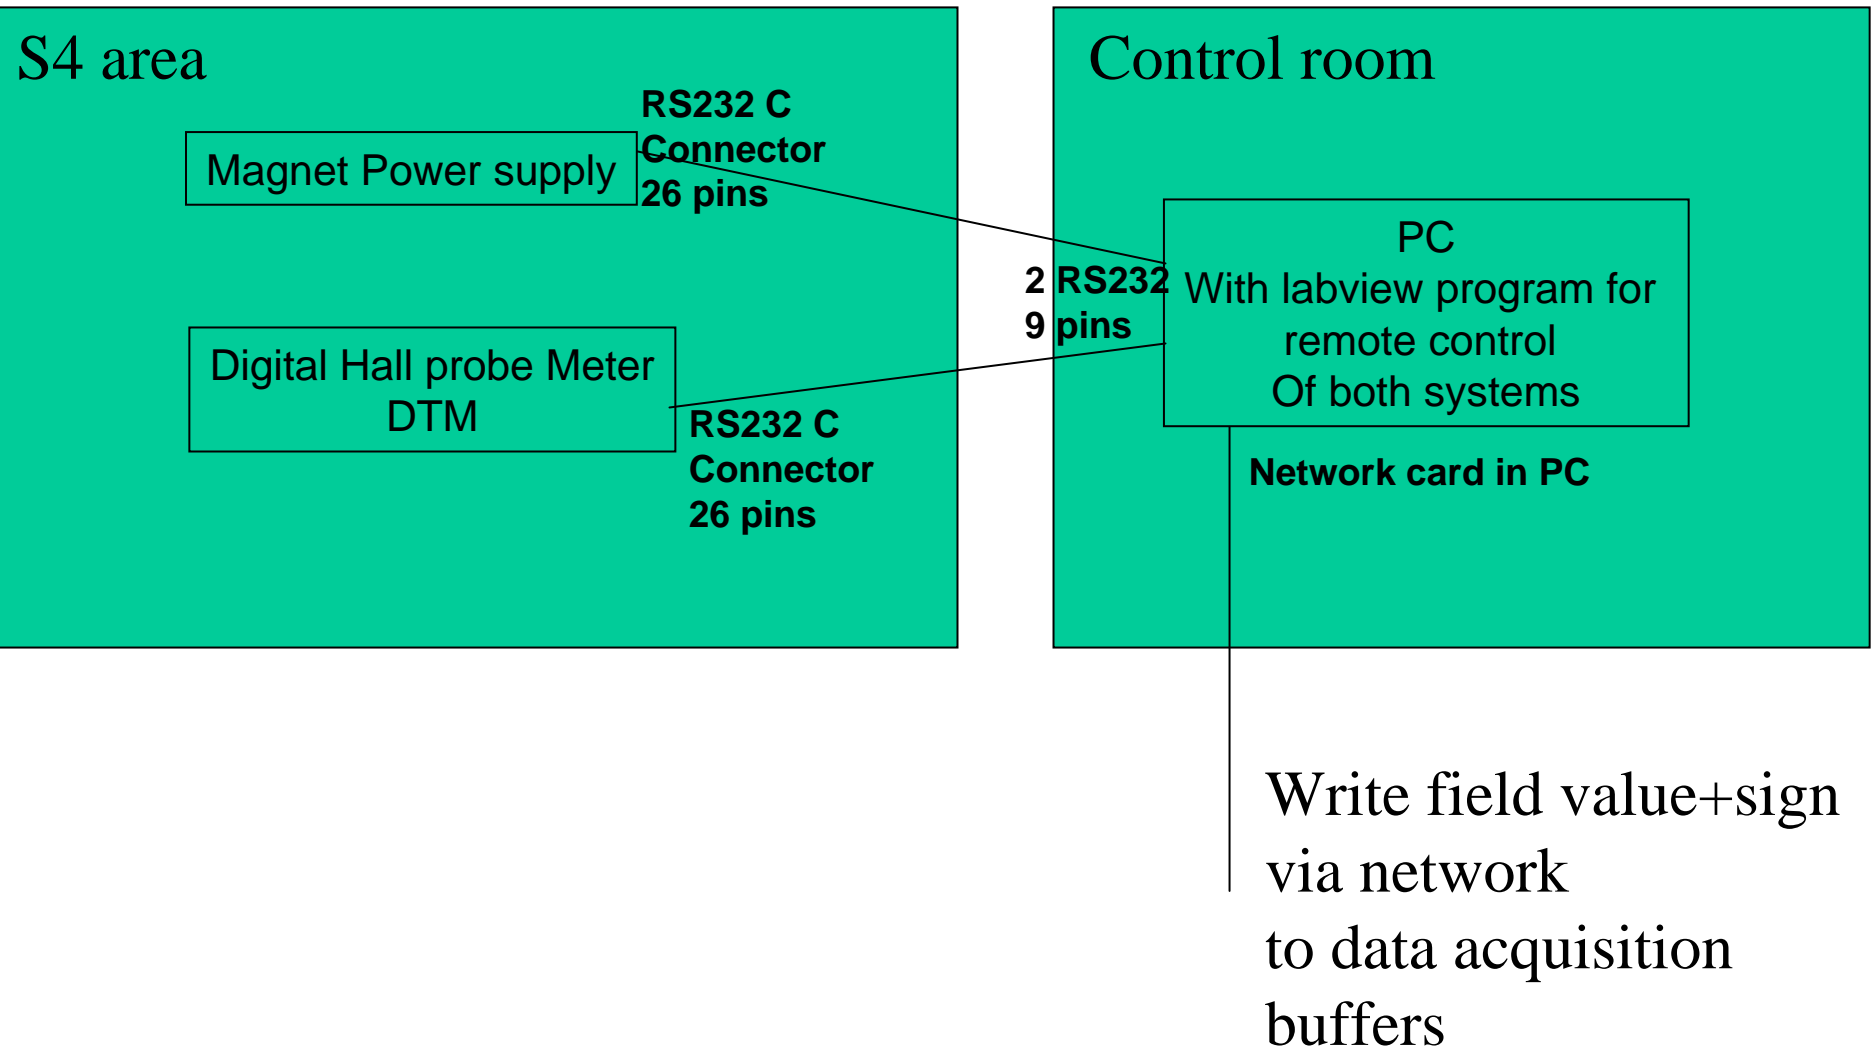 S4 area
RS232 C
Connector
26 pins
Magnet Power supply
Digital Hall probe Meter
DTM
RS232 C
Connector
26 pins
Control room
2 RS232
9 pins
PC
With labview program for
remote control
Of both systems
Network card in PC
Write field value+sign
via network
to data acquisition
buffers